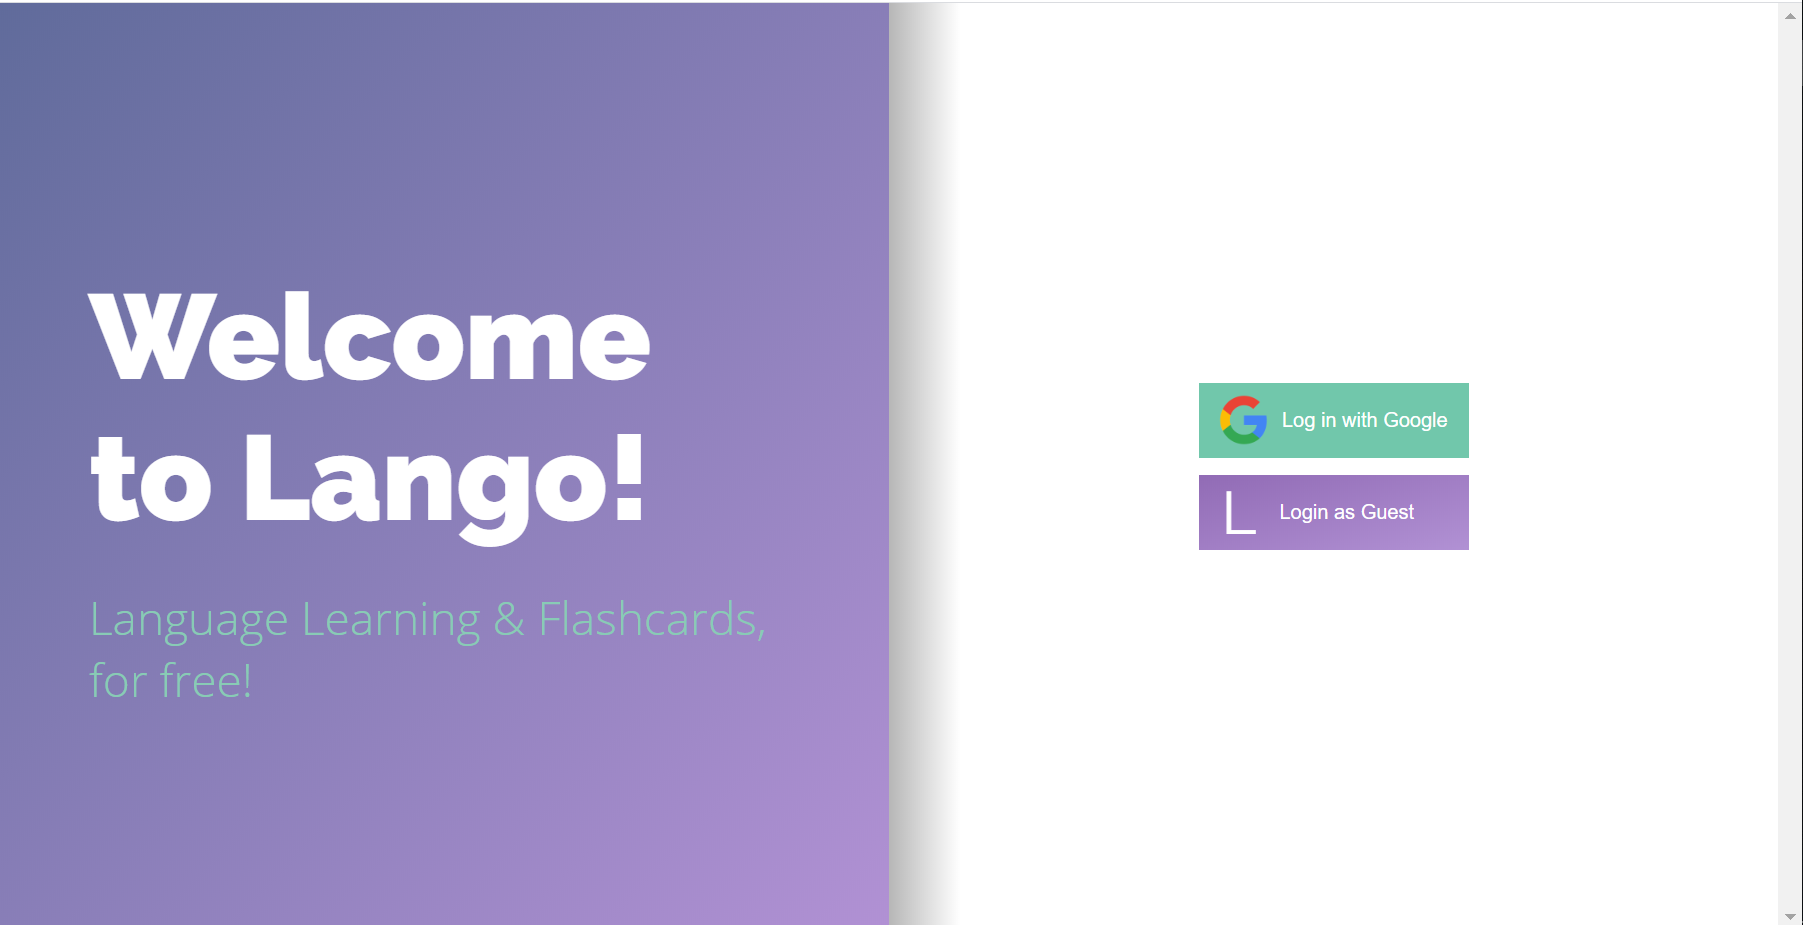 Welcome
to Lango!
Language Learning & Flashcards,
for free!
G Log in with Google
L Login as Guest